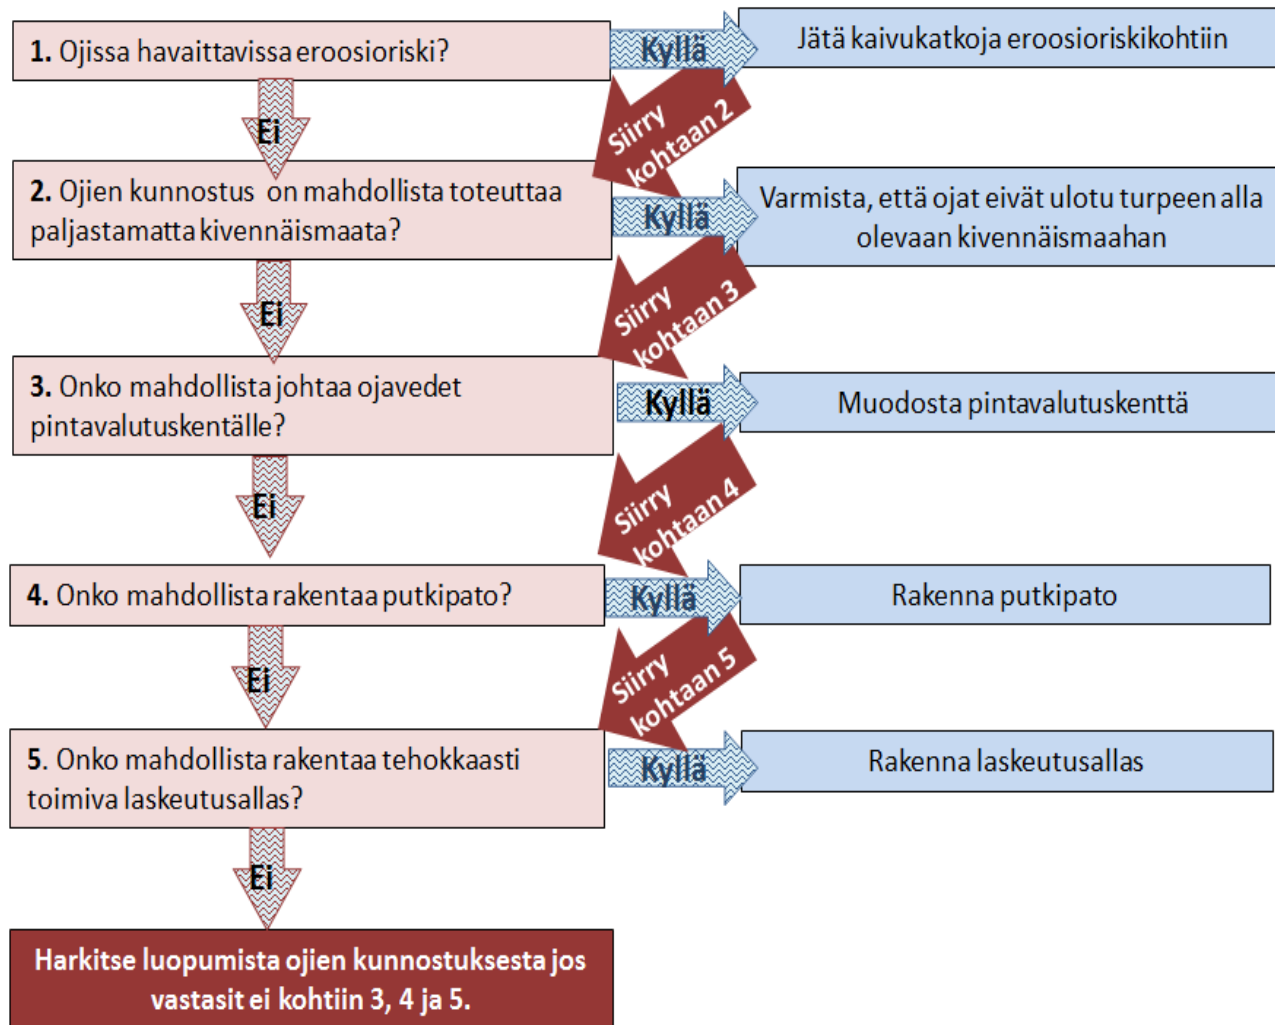 1. Ojissa havaittavissa eroosioriski?
Kyllä
Jätä kaivukatkoja eroosioriskikohtiin
Ei
Siirry
kohtaan 2
2. Ojien kunnostus on mahdollista toteuttaa
paljastamatta kivennäismaata?
Kyllä
Varmista, että ojat eivät ulotu turpeen alla
olevaan kivennäismaahan
Ei
Siirry
kohtaan 3
3. Onko mahdollista johtaa ojavedet
pintavalutuskentälle?
Kyllä
Muodosta pintavalutuskenttä
Ei
Siirry
kohtaan 4
4. Onko mahdollista rakentaa putkipato?
Kyllä
Rakenna putkipato
Ei
Siirry
kohtaan 5
5. Onko mahdollista rakentaa tehokkaasti
toimiva laskeutusallas?
Kyllä
Rakenna laskeutusallas
Ei
Harkitse luopumista ojien kunnostuksesta jos
vastasit ei kohtiin 3, 4 ja 5.